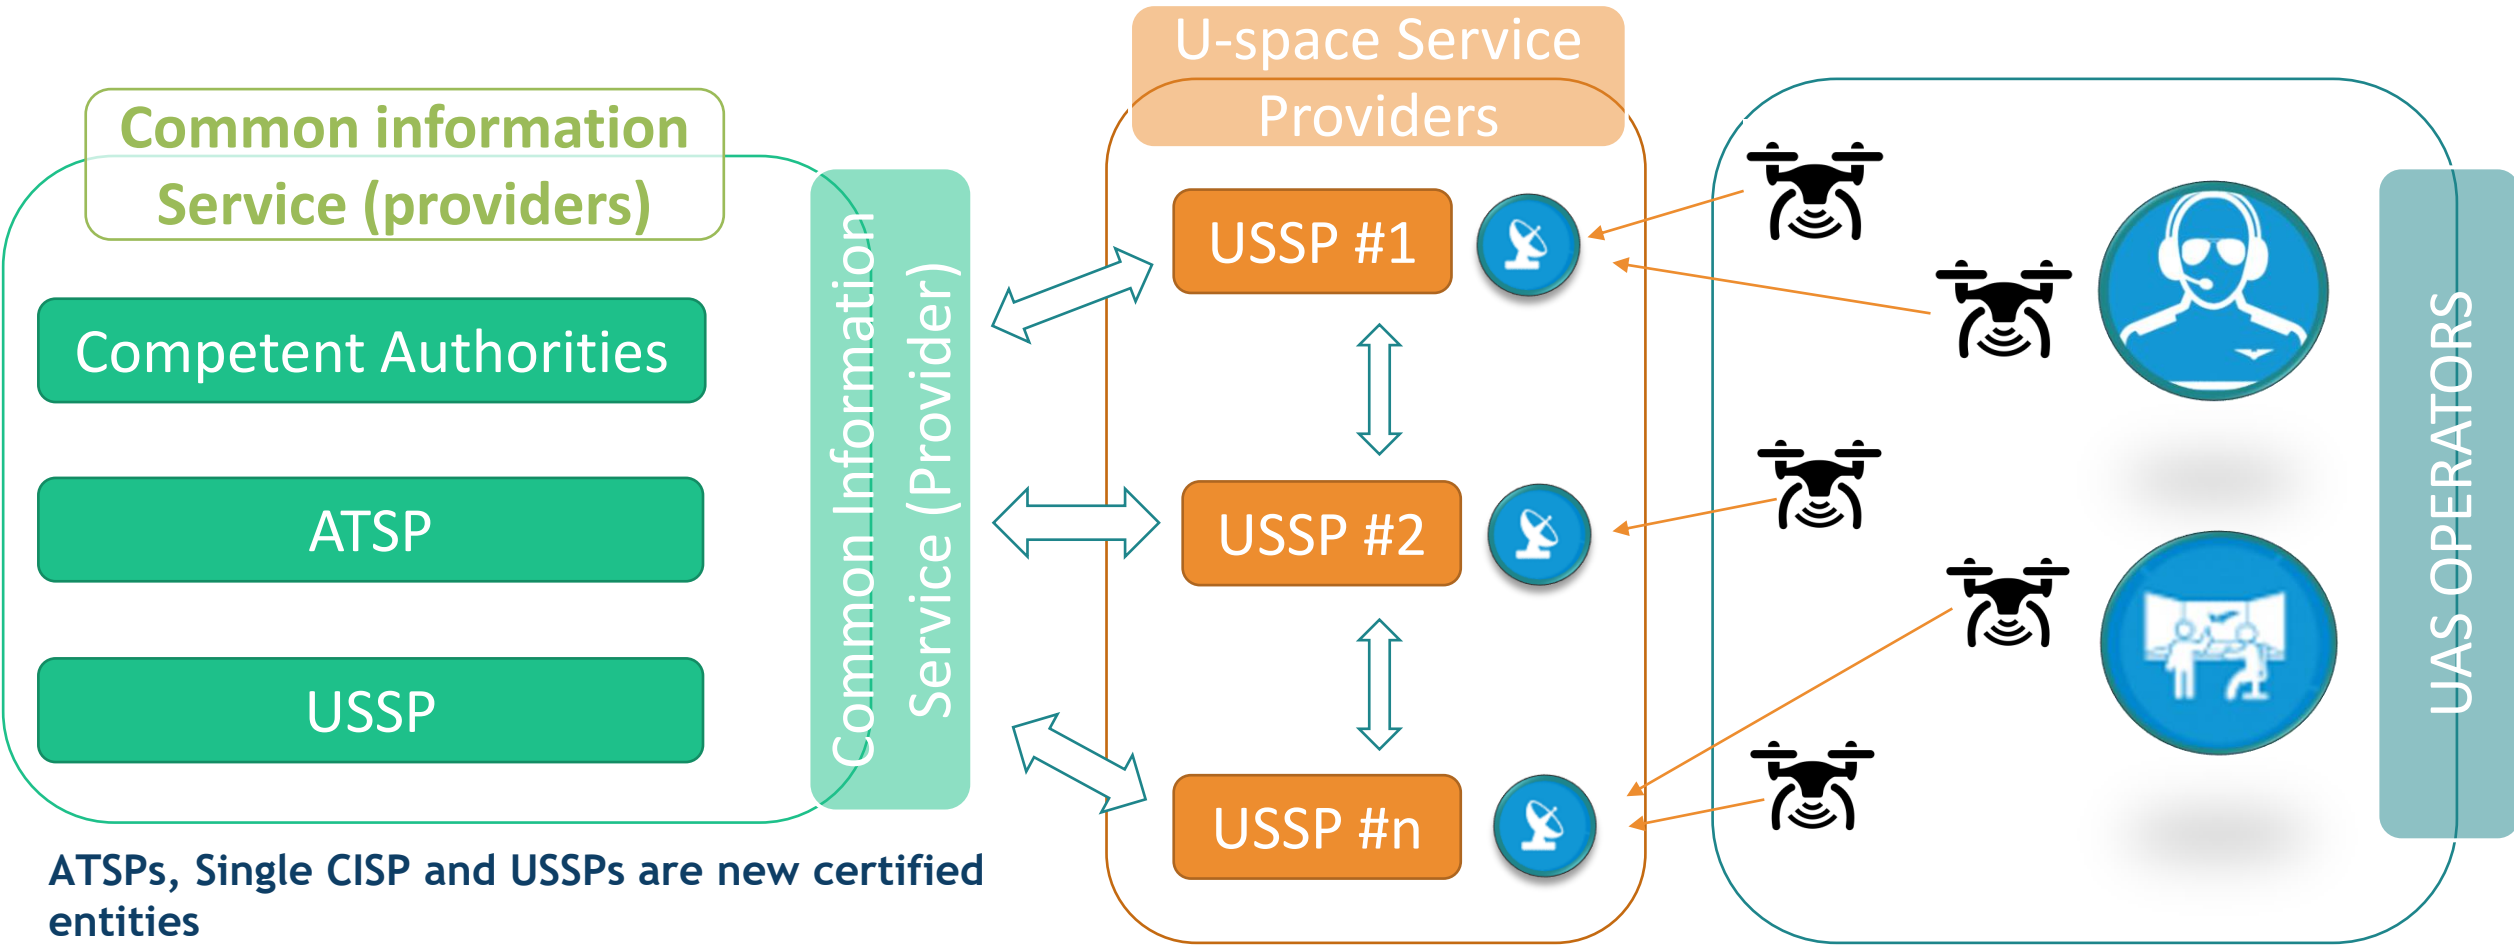 Common information
Service (providers)
Competent Authorities
ATSP
USSP
Common Information
Service (Provider)
ATSPs, Single CISP and USSPs are new certified
entities
U-space Service
Providers
USSP #1
USSP #2
USSP #n
UAS OPERATORS